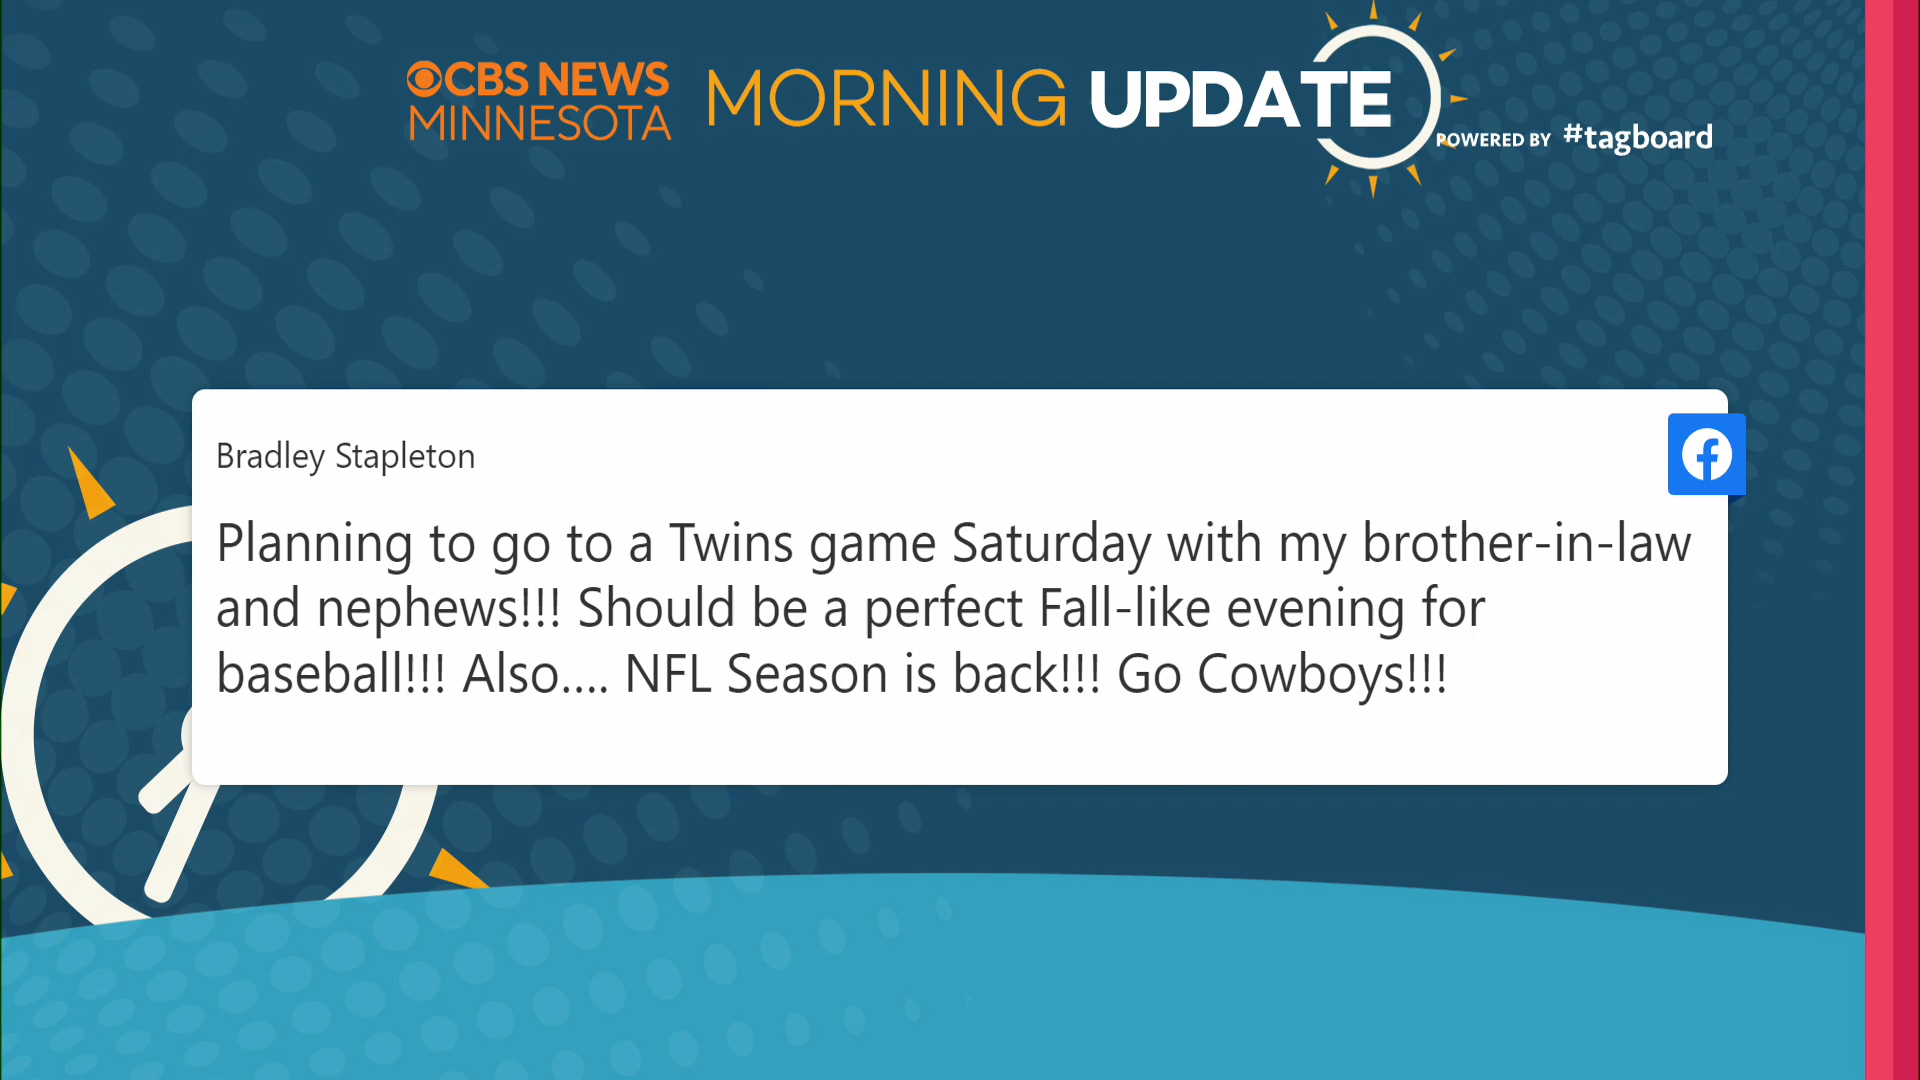 CBS NEWS
MINNESOTA
MORNING UPDATE
POWERED BY #tagboard
Bradley Stapleton
Planning to go to a Twins game Saturday with my brother-in-law
and nephews!!! Should be a perfect Fall-like evening for
baseball!!! Also.... NFL Season is back!!! Go Cowboys!!!